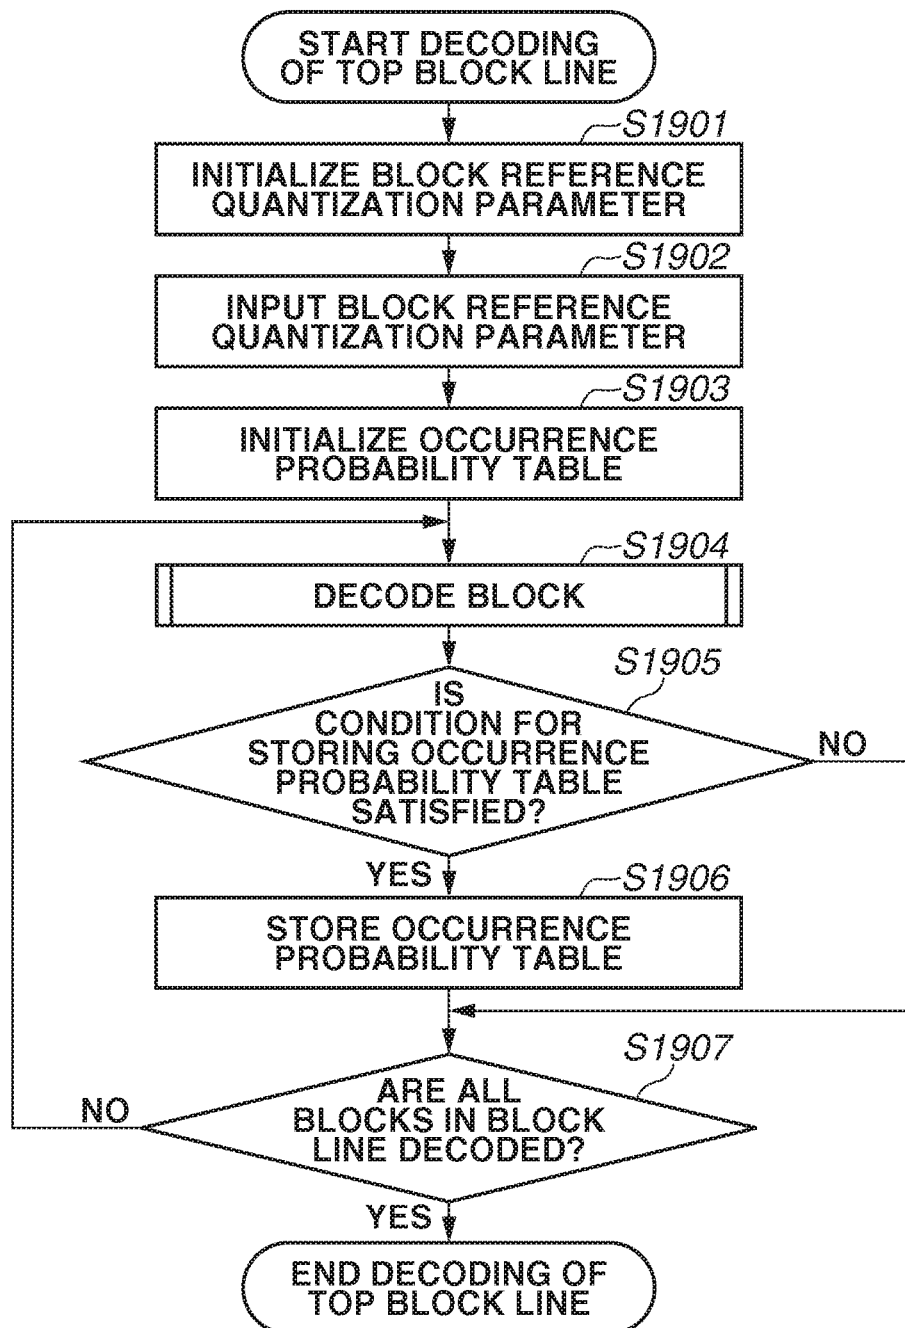 START DECODING
OF TOP BLOCK LINE
S1901
INITIALIZE BLOCK REFERENCE
QUANTIZATION PARAMETER
S1902
INPUT BLOCK REFERENCE
QUANTIZATION PARAMETER
S1903
INITIALIZE OCCURRENCE
PROBABILITY TABLE
S1904
DECODE BLOCK
S1905
IS
CONDITION FOR
STORING OCCURRENCE
PROBABILITY TABLE
SATISFIED?
NO
YES
S1906
STORE OCCURRENCE
PROBABILITY TABLE
S1907
ARE ALL
BLOCKS IN BLOCK
LINE DECODED?
NO
YES
END DECODING OF
TOP BLOCK LINE